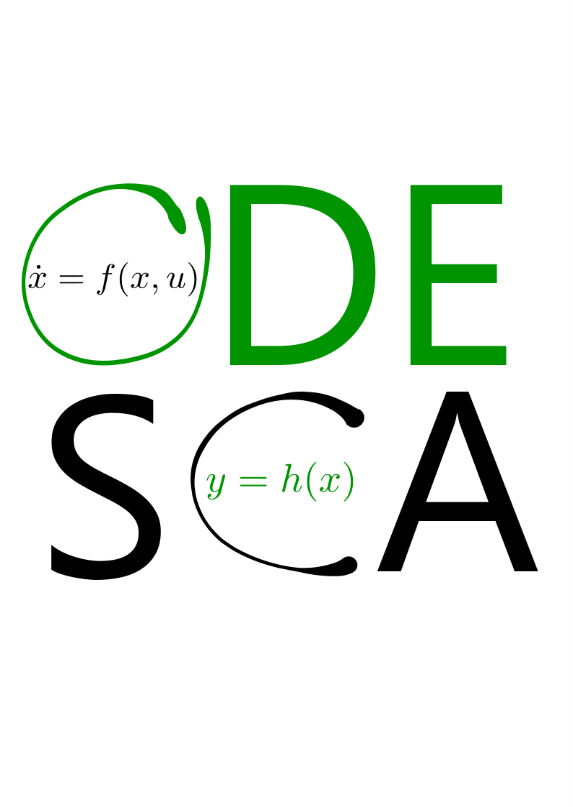 ODE
ẋ = f(x, u)
SCA
y = h(x)